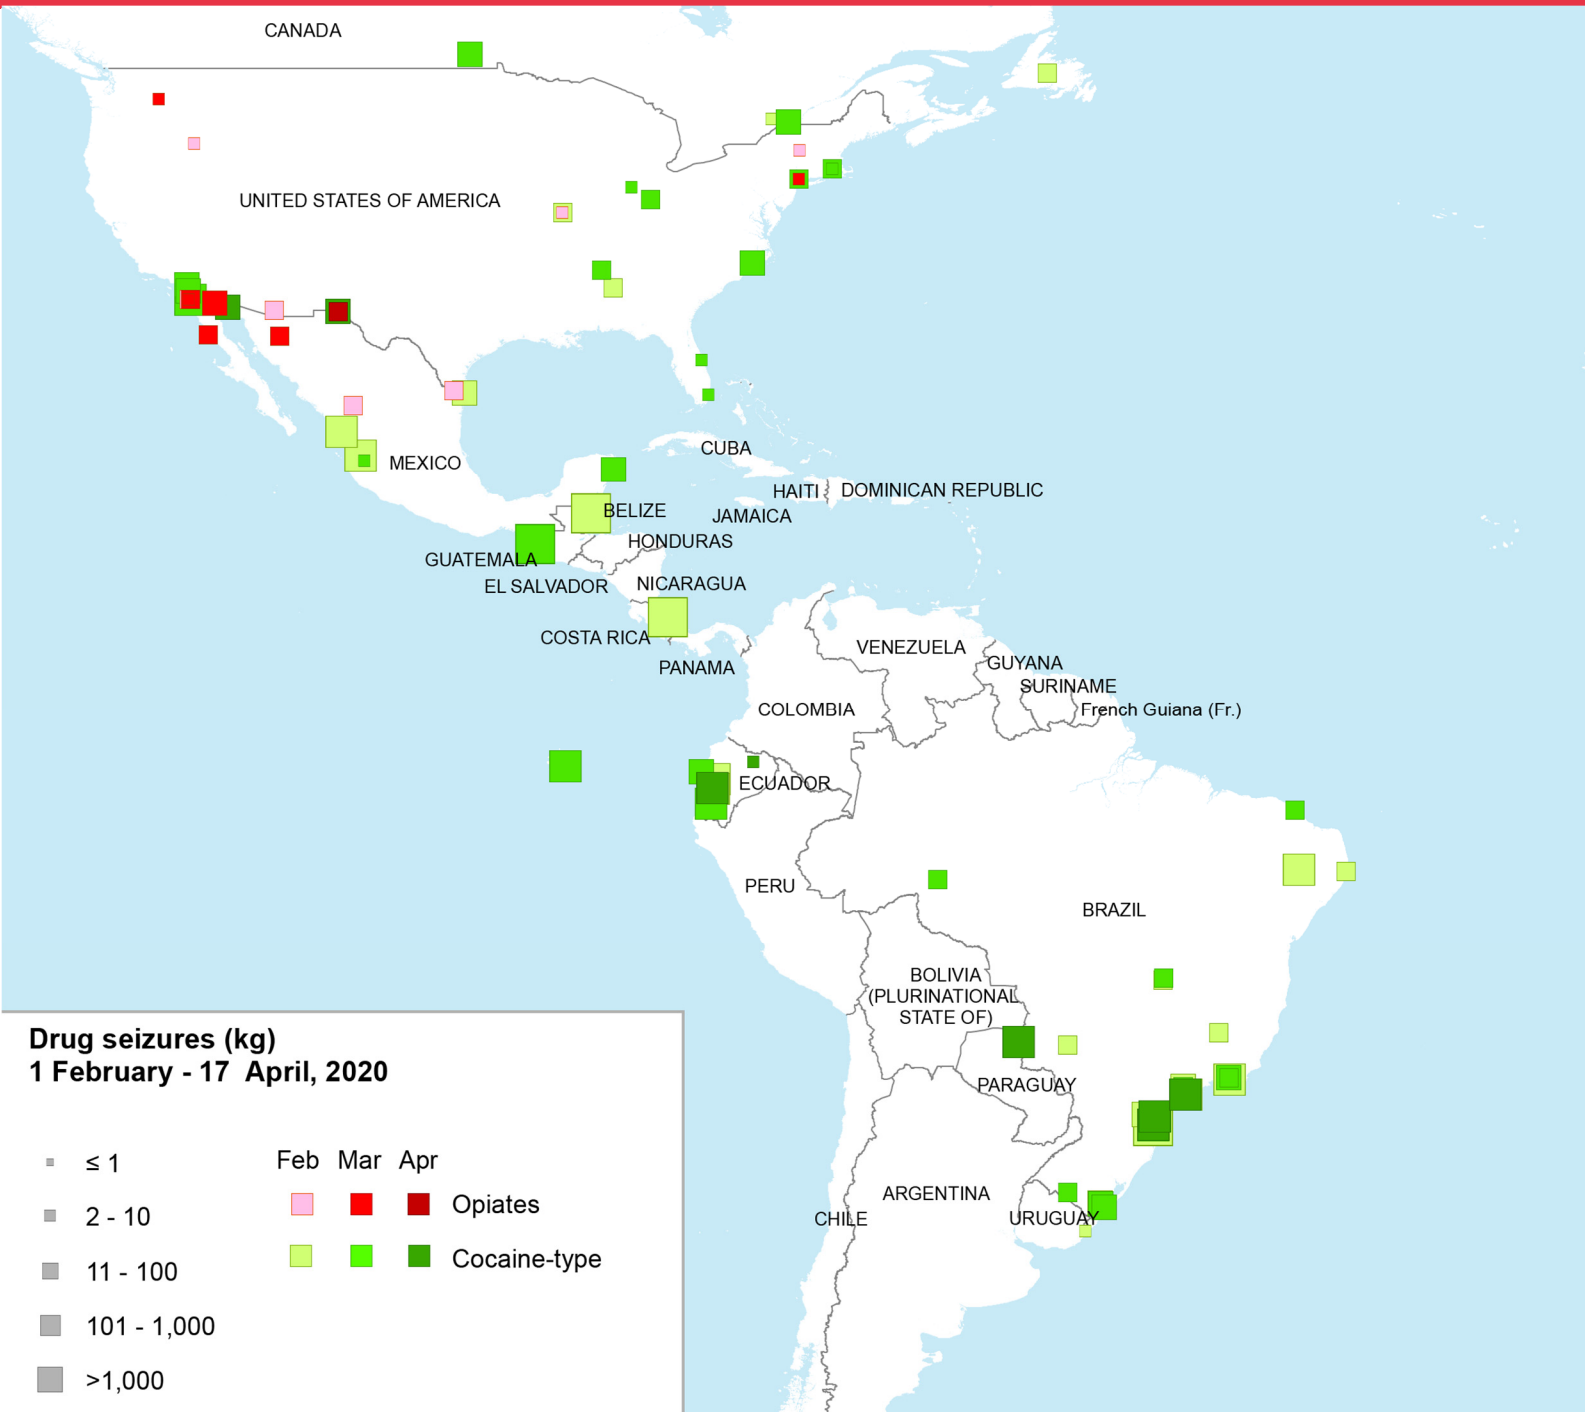 CANADA
UNITED STATES OF AMERICA
CUBA
MEXICO
HAITI
DOMINICAN REPUBLIC
BELIZE
JAMAICA
HONDURAS
GUATEMALA
EL SALVADOR
NICARAGUA
COSTA RICA
VENEZUELA
PANAMA
GUYANA
SURINAME
COLOMBIA
French Guiana (Fr.)
ECUADOR
PERU
BRAZIL
BOLIVIA
(PLURINATIONAL
STATE OF)
PARAGUAY
ARGENTINA
CHILE
URUGUAY
Drug seizures (kg)
1 February - 17 April, 2020
≤ 1
2 - 10
11 - 100
101 - 1,000
>1,000
Feb Mar Apr
Opiates
Cocaine-type